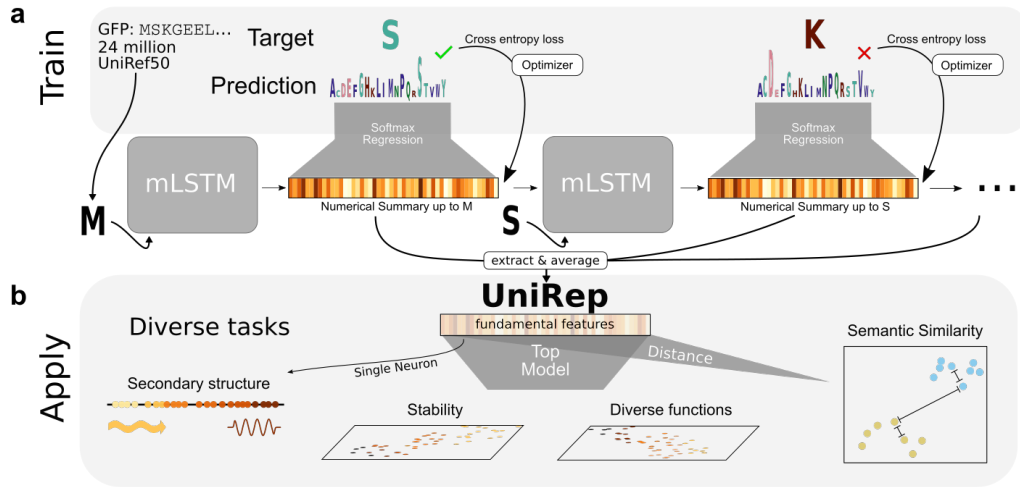 a
Train
GFP: MSKGEEL...
24 million
UniRef50
Target
Prediction
S
Cross entropy loss
Optimizer
ACDEFGHKLIMNPQRSTVWY
Softmax
Regression
K
Cross entropy loss
Optimizer
ACDEFGHKLIMNPQRSTVWY
Softmax
Regression
mLSTM
mLSTM
...
M
Numerical Summary up to M
S
Numerical Summary up to S
extract & average
b
Apply
UniRep
fundamental features
Diverse tasks
Top
Model
Distance
Single Neuron
Semantic Similarity
Secondary structure
Stability
Diverse functions